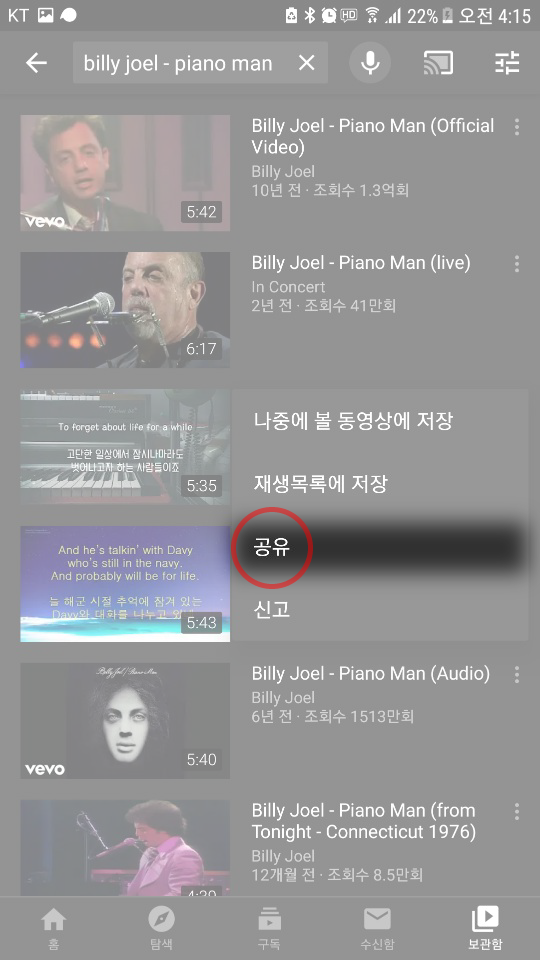 KT HD 22% 오전 4:15
billy joel - piano man
Billy Joel - Piano Man (Official
Video)
Billy Joel
10년 전 · 조회수 1.3억회
vevo
5:42
Billy Joel - Piano Man (live)
In Concert
2년 전 · 조회수 41만회
6:17
To forget about life for a while
고단한 일상에서 잠시나마라도
벗어나고자 하는 사람들이죠
5:35
나중에 볼 동영상에 저장
재생목록에 저장
공유
신고
And he's talkin' with Davy
who's still in the navy.
And probably will be for life.
늘 해군 시절 추억에 잠겨 있는
Davy와 대화를 나누고
5:43
Billy Joel / Piano Man
Billy Joel - Piano Man (Audio)
Billy Joel
6년 전 · 조회수 1513만회
vevo
5:40
Billy Joel - Piano Man (from
Tonight - Connecticut 1976)
Billy Joel
12개월 전 · 조회수 8.5만회
홈
탐색
구독
수신함
보관함